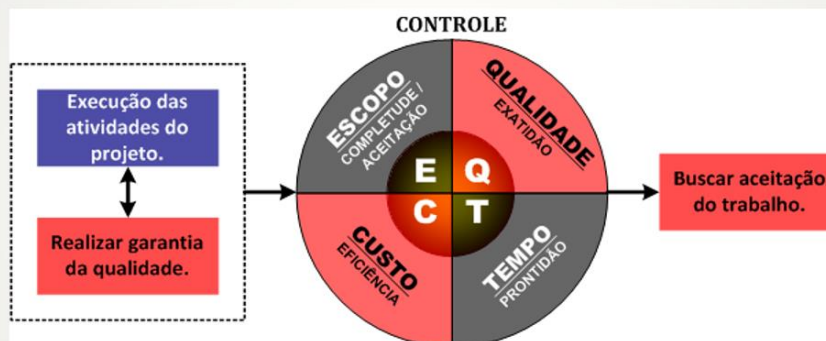 CONTROLE
Execução das
atividades do
projeto.
Realizar garantia
da qualidade.
ESCOPO
COMPLETUDE /
ACEITAÇÃO
QUALIDADE
EXATIDÃO
E Q
C T
CUSTO
EFICIÊNCIA
TEMPO
PRONTIDÃO
Buscar aceitação
do trabalho.